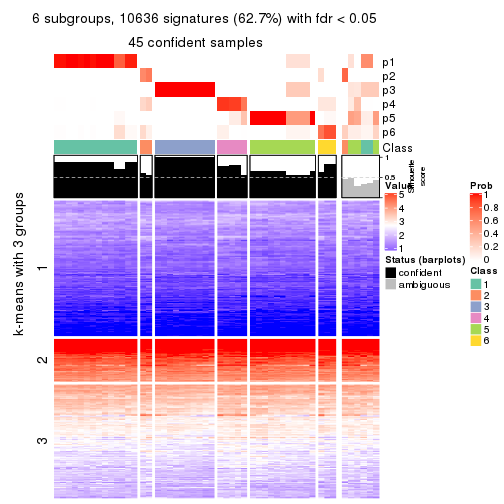 6 subgroups, 10636 signatures (62.7%) with fdr < 0.05
45 confident samples
p1
p2
p3
p4
p5
p6
Class
1
0.5
0
Silhouette
score
k-means with 3 groups
1
2
3
Value
5
4
3
2
1
Status (barplots)
confident
ambiguous
Prob
1
0.8
0.6
0.4
0.2
0
Class
1
2
3
4
5
6